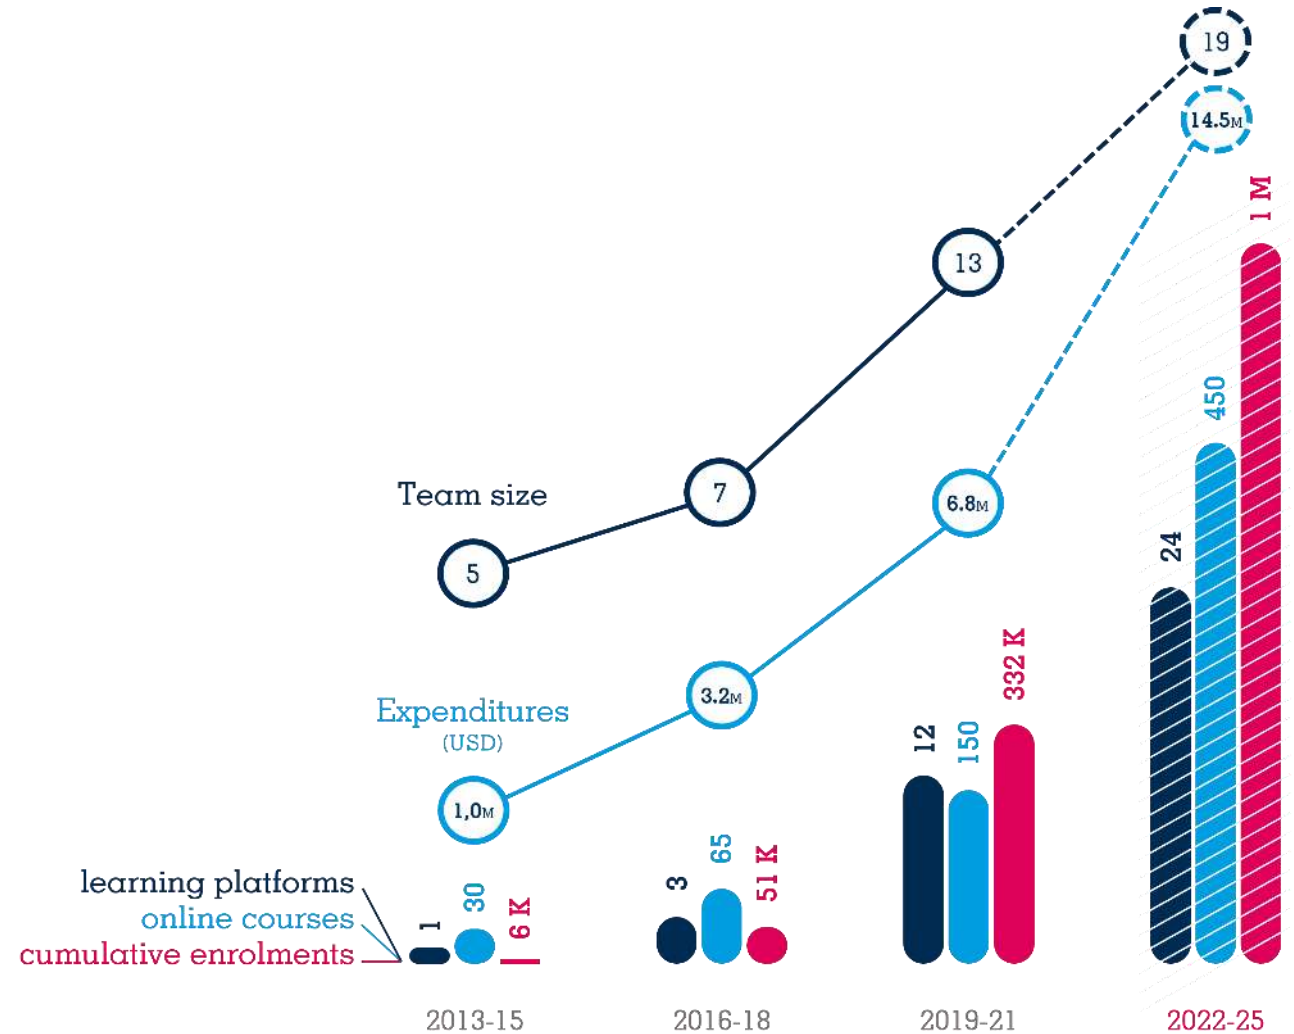 19
14.5M
1 M
13
450
Team size
7
6.8M
24
5
332 K
3.2M
Expenditures
(USD)
12
150
1,0M
65
51 K
learning platforms
3
30
online courses
1
6 K
cumulative enrolments
2013-15
2016-18
2019-21
2022-25